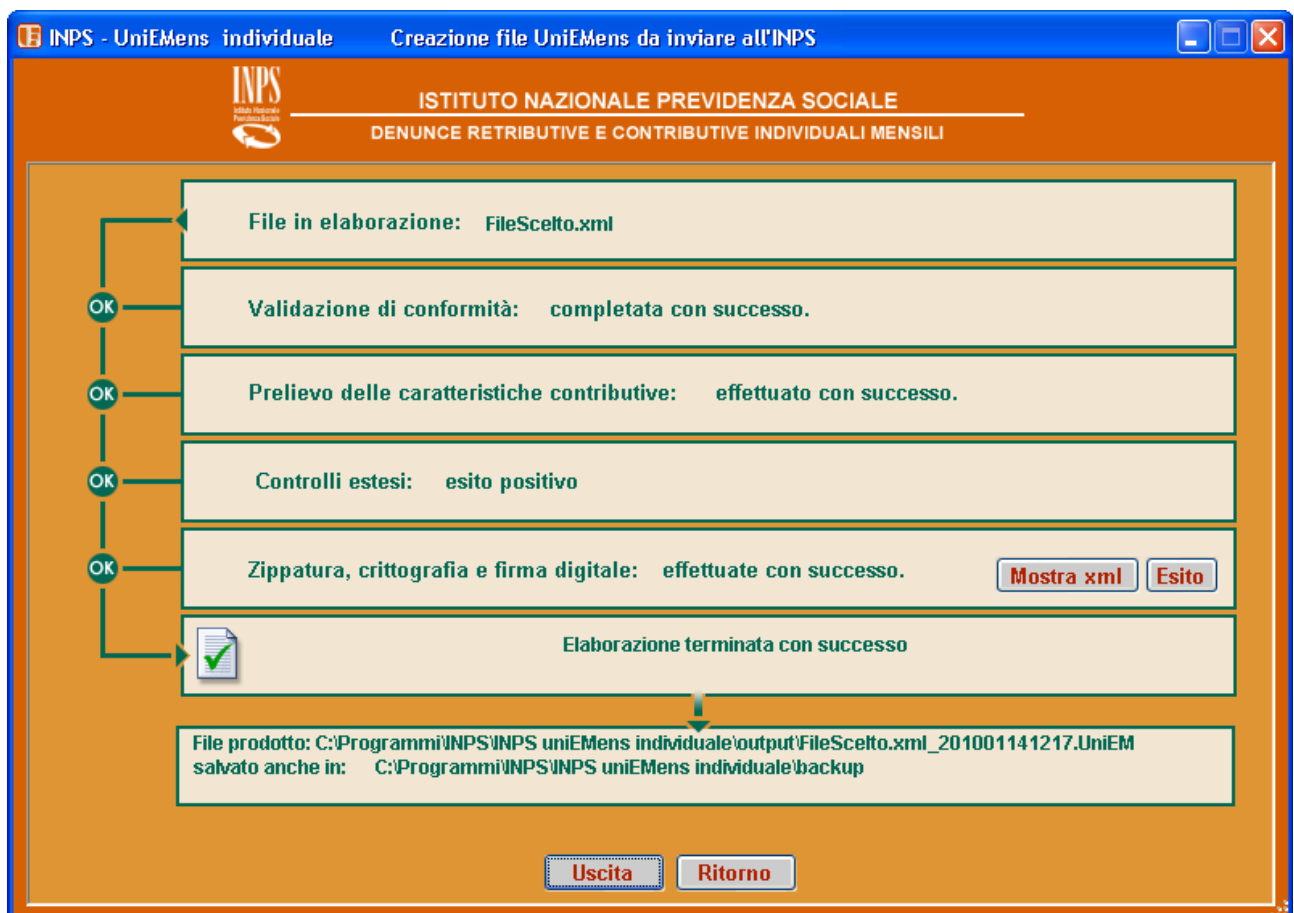 INPS - UniEMens individuale Creazione file UniEMens da inviare all'INPS
INPS
Istituto Nazionale
Previdenza Sociale
ISTITUTO NAZIONALE PREVIDENZA SOCIALE
DENUNCE RETRIBUTIVE E CONTRIBUTIVE INDIVIDUALI MENSILI
File in elaborazione: FileScelto.xml
OK Validazione di conformità: completata con successo.
OK Prelievo delle caratteristiche contributive: effettuato con successo.
OK Controlli estesi: esito positivo
OK Zippatura, crittografia e firma digitale: effettuate con successo. Mostra xml Esito
Elaborazione terminata con successo
File prodotto: C:\Programmi\INPS\INPS uniEMens individuale\output\FileScelto.xml_201001141217.UniEM
salvato anche in: C:\Programmi\INPS\INPS uniEMens individuale\backup
Uscita Ritorno